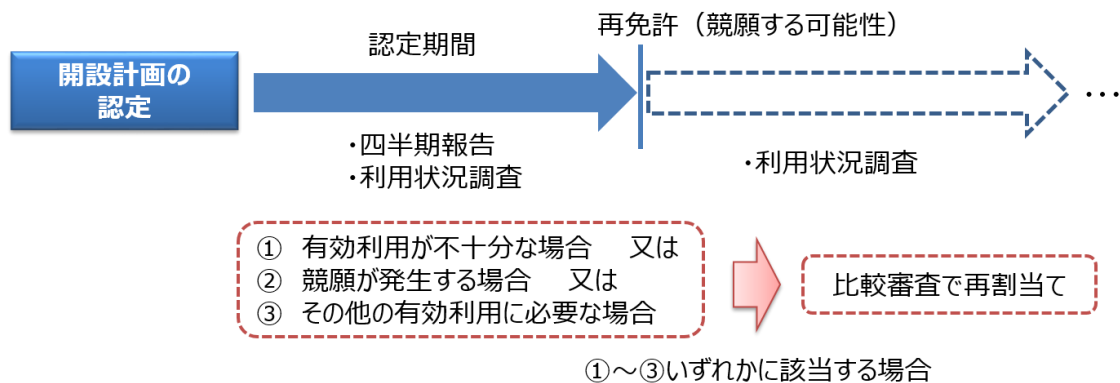 認定期間
再免許（競願する可能性）
開設計画の
認定
…
・四半期報告
・利用状況調査
・利用状況調査
① 有効利用が不十分な場合 又は
② 競願が発生する場合 又は
③ その他の有効利用に必要な場合
比較審査で再割当て
①～③いずれかに該当する場合